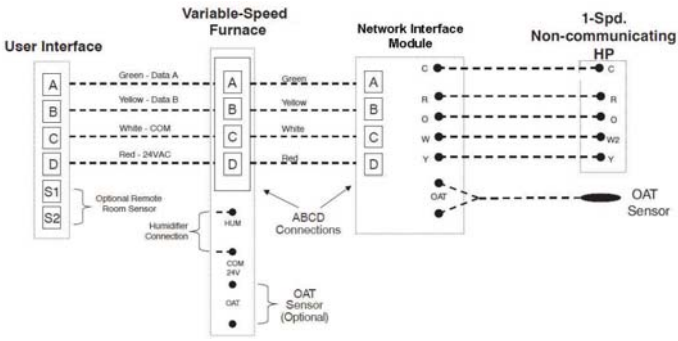 Variable-Speed
Furnace
User Interface
Network Interface
Module
1-Spd.
Non-communicating
HP
A
Green - Data A
A
Green
A
C
C
B
Yellow - Data B
B
Yellow
B
R
R
O
O
C
White - COM
C
White
C
W
W2
D
Red - 24VAC
D
Red
D
Y
Y
S1
S2
Optional Remote
Room Sensor
Humidifier
Connection
HUM
COM
24V
ABCD
Connections
OAT
OAT
Sensor
OAT
OAT
Sensor
(Optional)